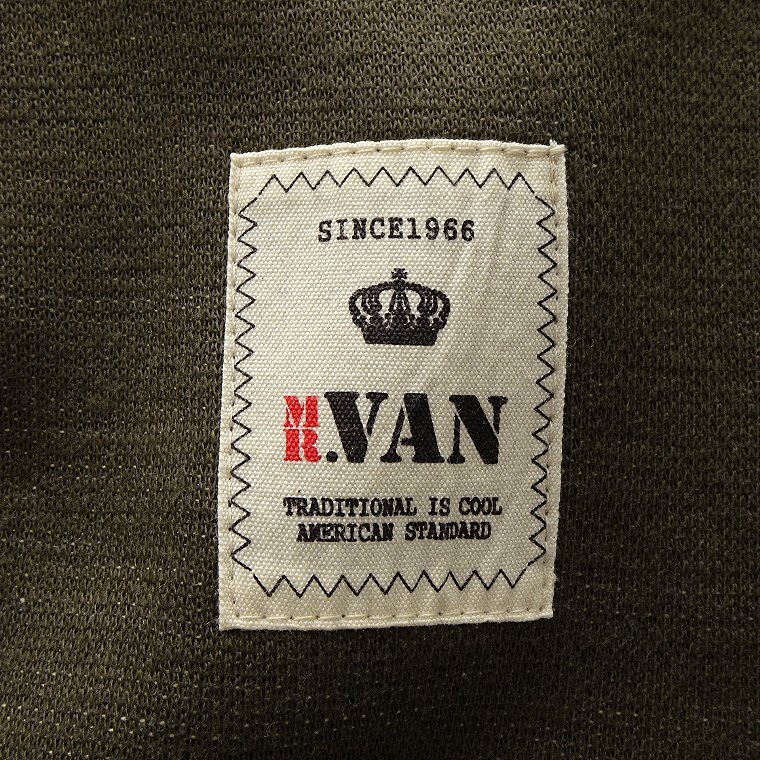 SINCE1966
MR.VAN
TRADITIONAL IS COOL
AMERICAN STANDARD